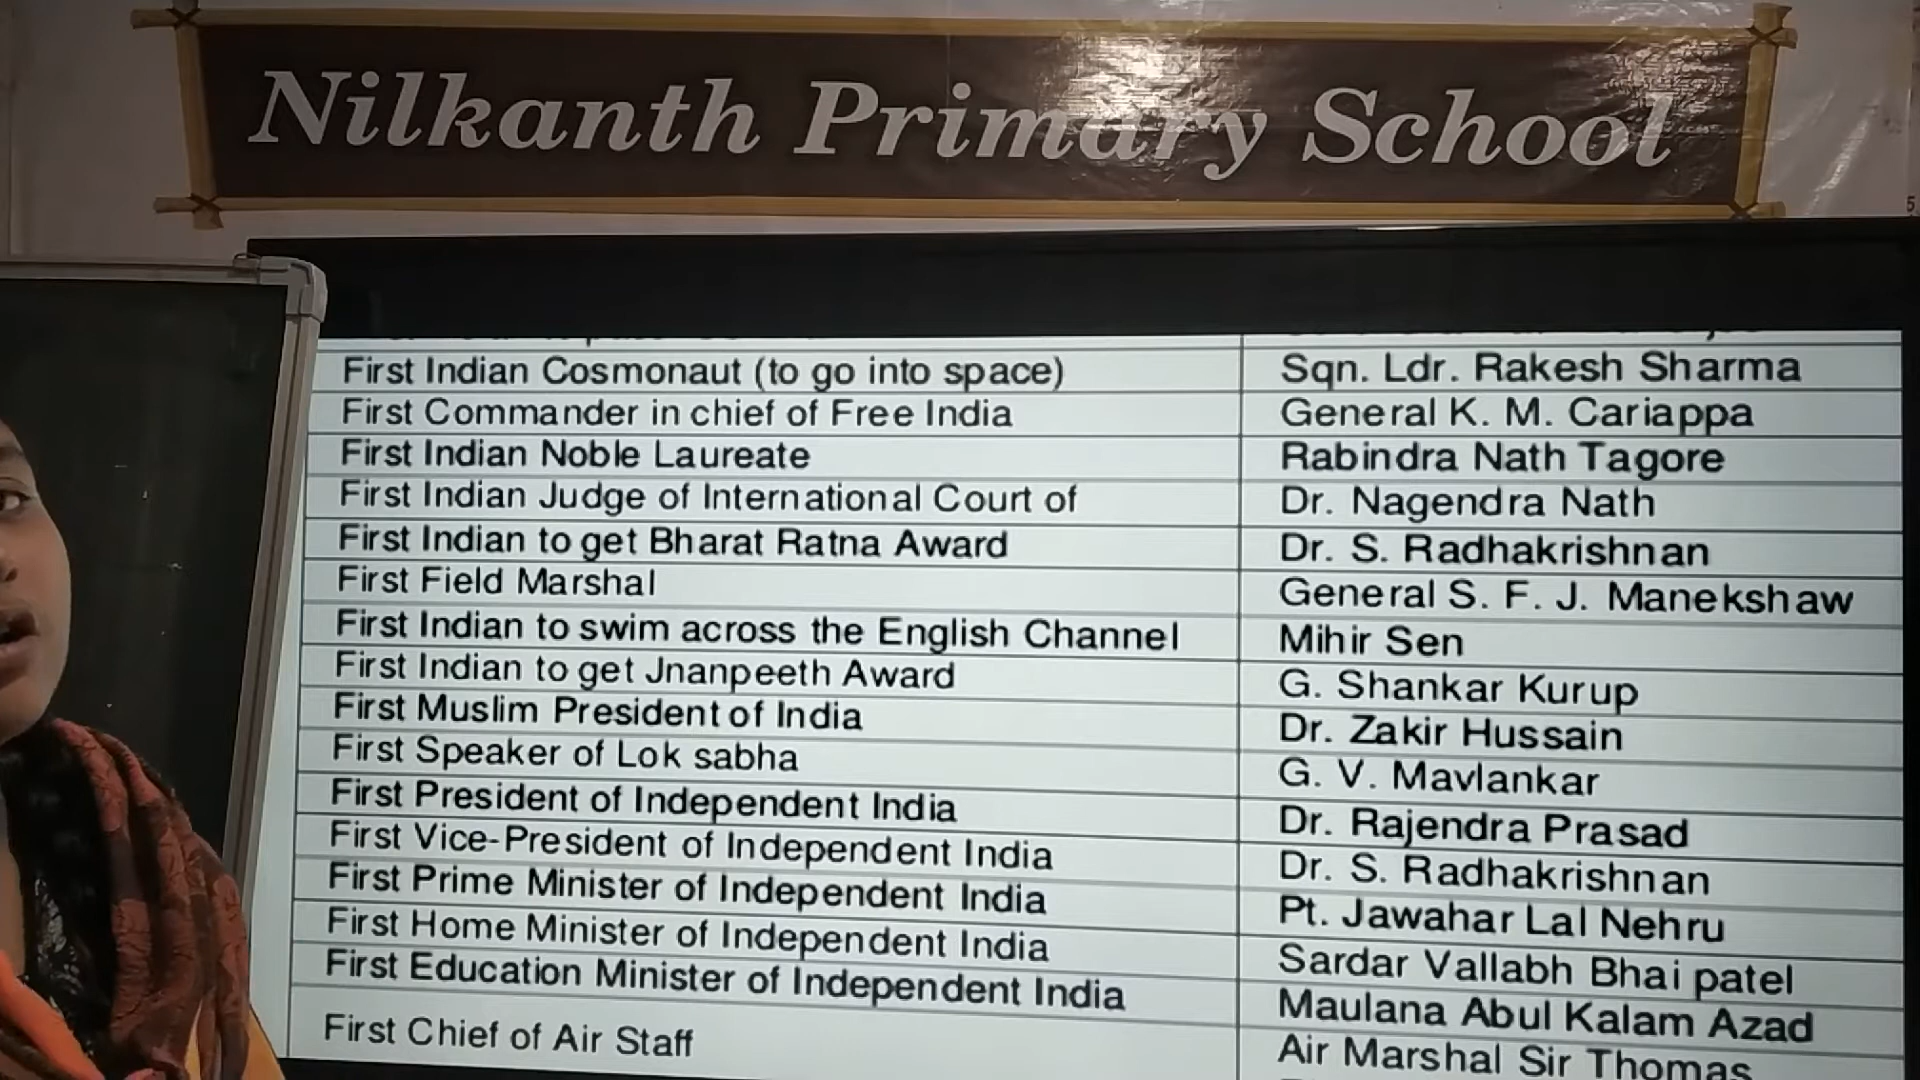 Nilkanth Primary School
5
First Indian Cosmonaut (to go into space) Sqn. Ldr. Rakesh Sharma
First Commander in chief of Free India General K. M. Cariappa
First Indian Noble Laureate Rabindra Nath Tagore
First Indian Judge of International Court of Dr. Nagendra Nath
First Indian to get Bharat Ratna Award Dr. S. Radhakrishnan
First Field Marshal General S. F. J. Manekshaw
First Indian to swim across the English Channel Mihir Sen
First Indian to get Jnanpeeth Award G. Shankar Kurup
First Muslim President of India Dr. Zakir Hussain
First Speaker of Lok sabha G. V. Mavlankar
First President of Independent India Dr. Rajendra Prasad
First Vice-President of Independent India Dr. S. Radhakrishnan
First Prime Minister of Independent India Pt. Jawahar Lal Nehru
First Home Minister of Independent India Sardar Vallabh Bhai patel
First Education Minister of Independent India Maulana Abul Kalam Azad
First Chief of Air Staff Air Marshal Sir Thomas